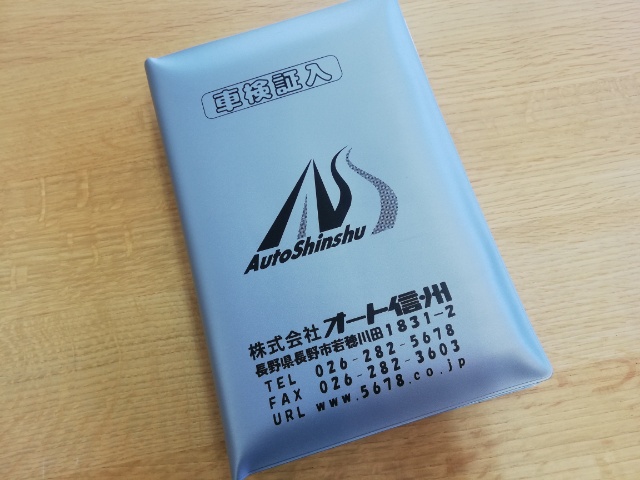 車検証入
AutoShinshu
株式会社 オート信州
長野県長野市若穂川田1831-2
TEL 026-282-5678
FAX 026-282-3603
URL www.5678.co.jp